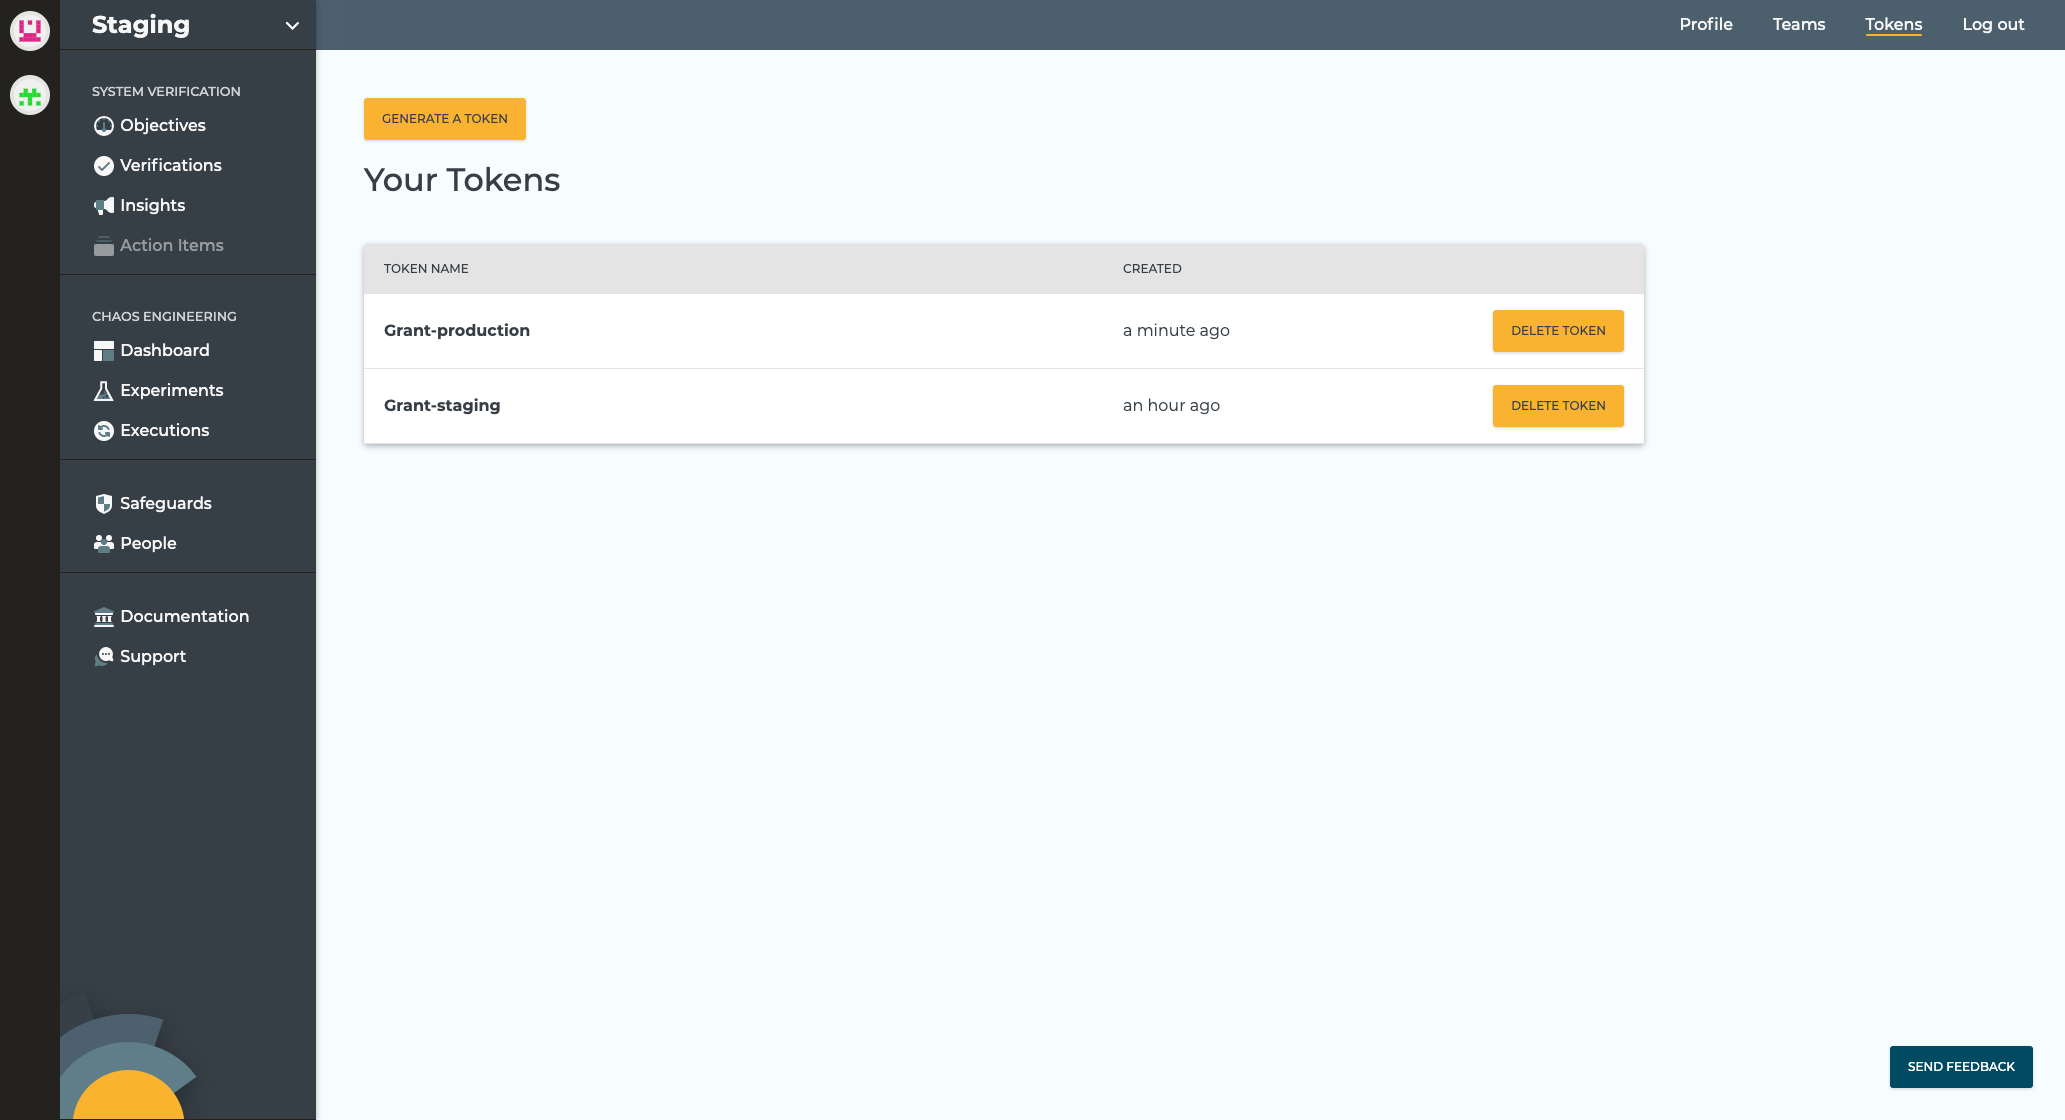 Staging
Profile Teams Tokens Log out
SYSTEM VERIFICATION
Objectives
Verifications
Insights
Action Items
CHAOS ENGINEERING
Dashboard
Experiments
Executions
Safeguards
People
Documentation
Support
GENERATE A TOKEN
Your Tokens
TOKEN NAME CREATED
Grant-production a minute ago DELETE TOKEN
Grant-staging an hour ago DELETE TOKEN
SEND FEEDBACK